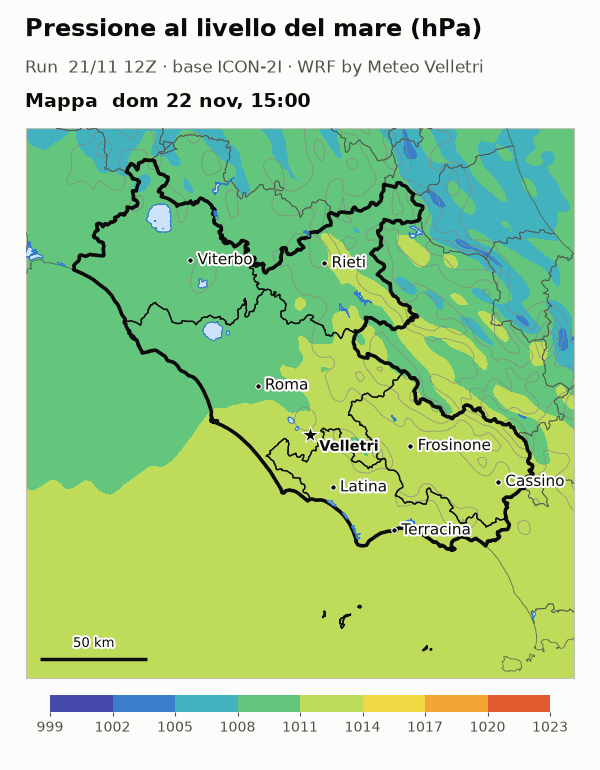 Pressione al livello del mare (hPa)
Run  21/11 12Z · base ICON-2I · WRF by Meteo Velletri
Mappa  dom 22 nov, 15:00
Viterbo
Rieti
Roma
Velletri
Frosinone
Cassino
Latina
Terracina
50 km
999 1002 1005 1008 1011 1014 1017 1020 1023